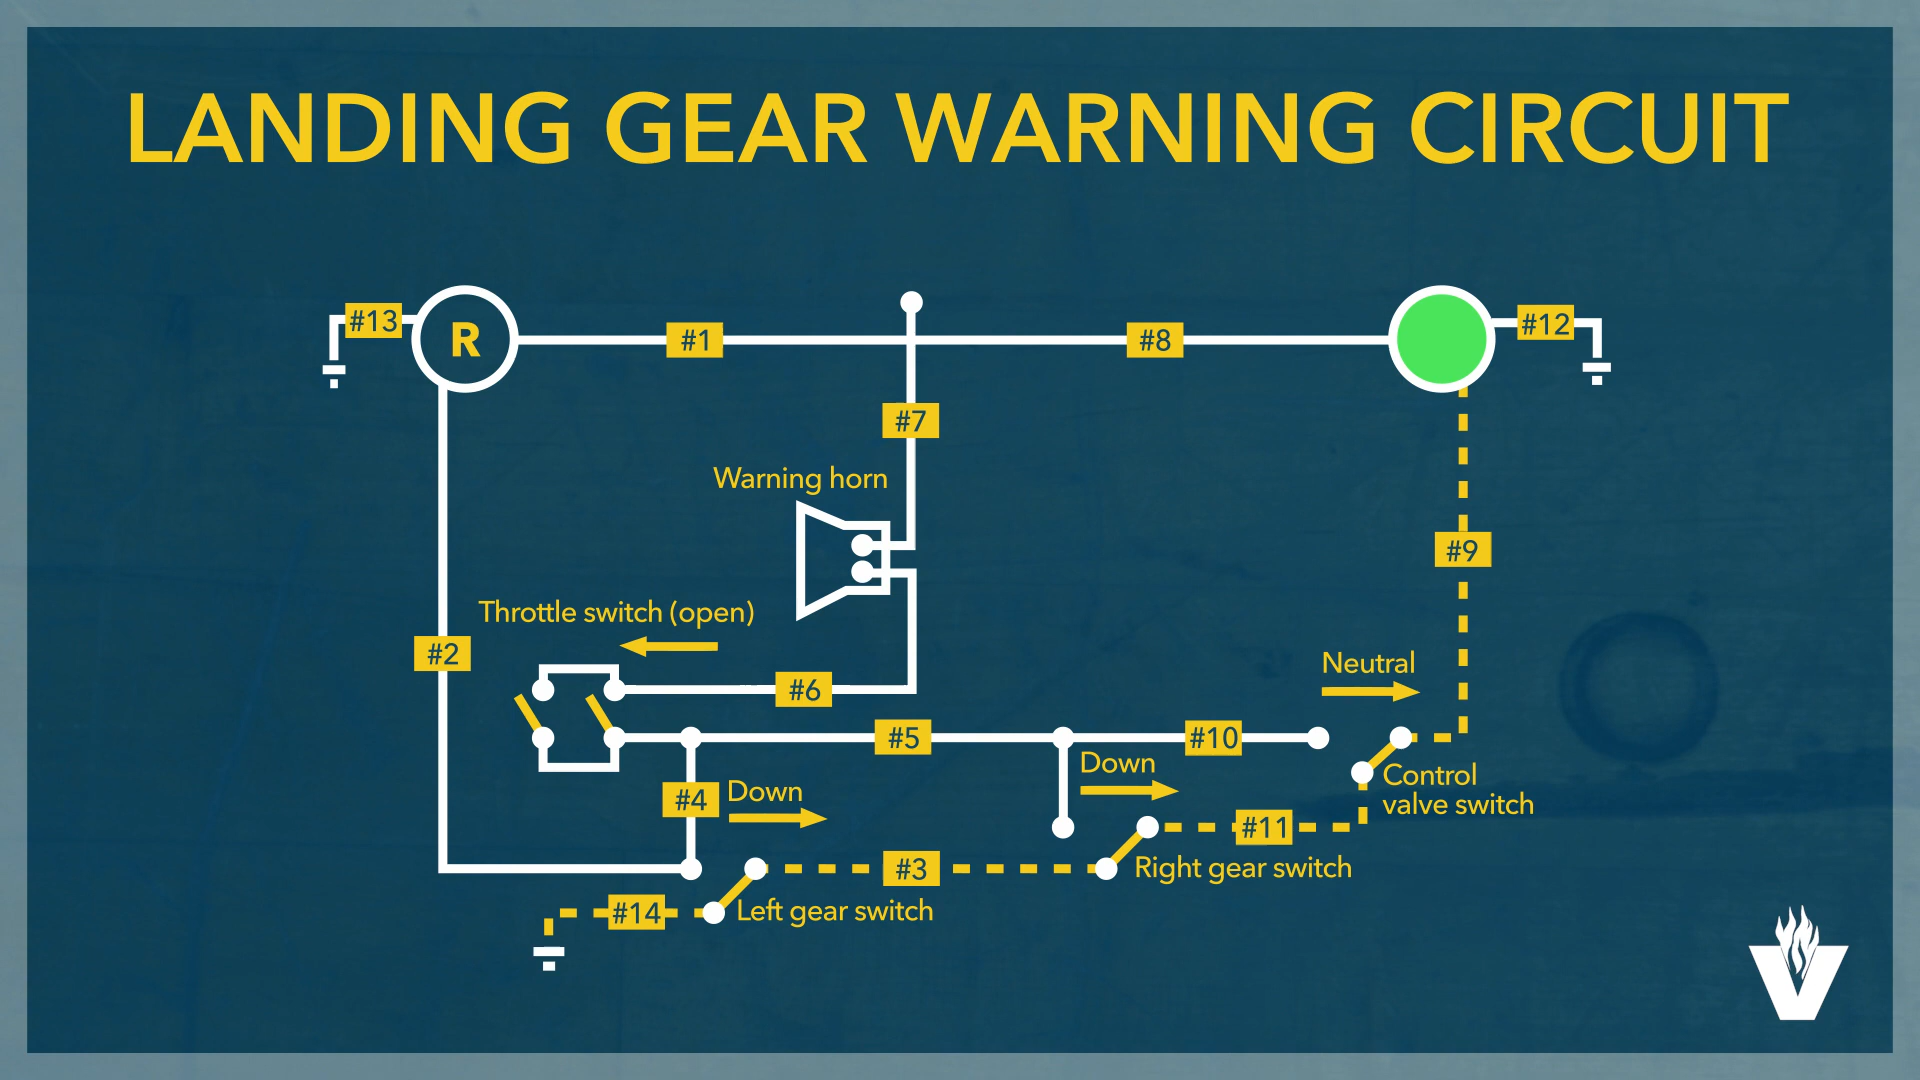 LANDING GEAR WARNING CIRCUIT
#13
R
#1
#8
#12
#7
Warning horn
#9
Throttle switch (open)
#2
Neutral
#6
#5
#10
Down
Control
valve switch
#4
Down
#11
#3
Right gear switch
#14
Left gear switch
V